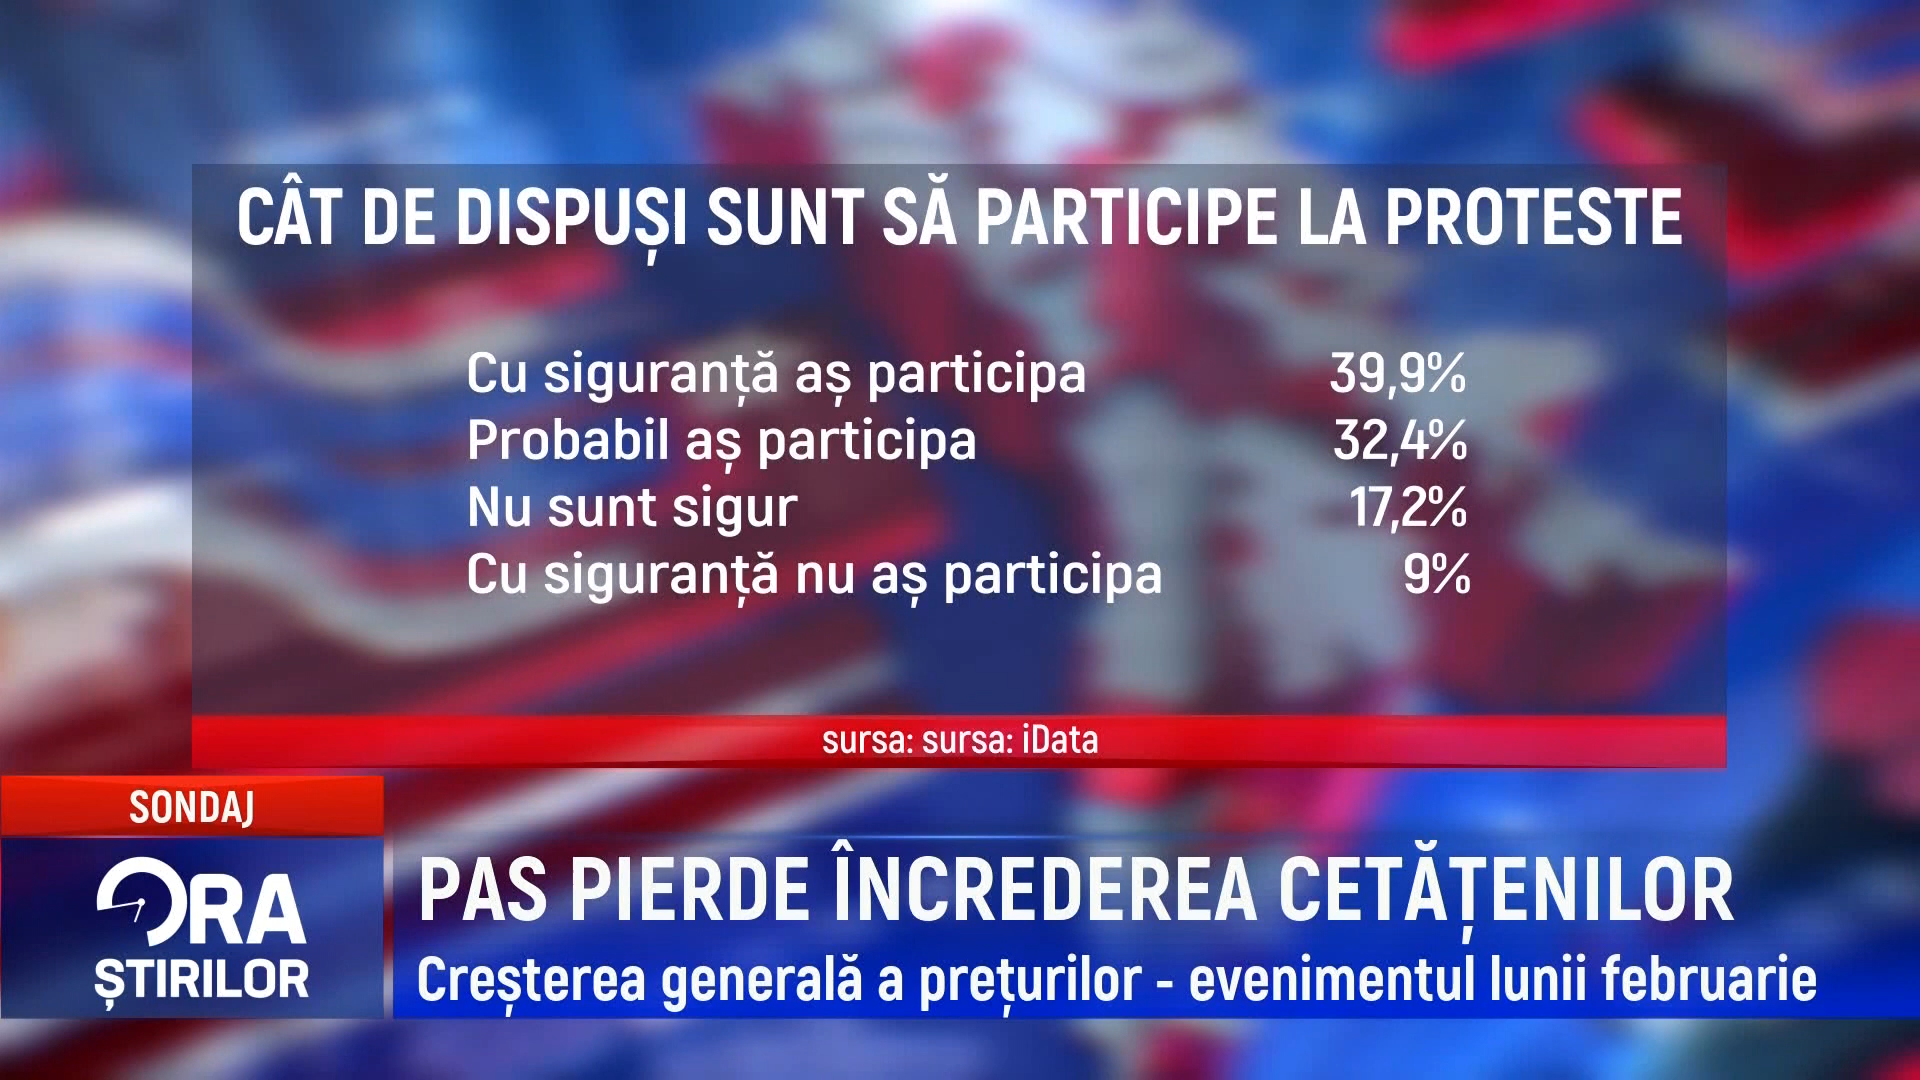 CÂT DE DISPUȘI SUNT SĂ PARTICIPE LA PROTESTE
Cu siguranță aș participa 39,9%
Probabil aș participa 32,4%
Nu sunt sigur 17,2%
Cu siguranță nu aș participa 9%
sursa: sursa: iData
SONDAJ
ORA
ȘTIRILOR
PAS PIERDE ÎNCREDEREA CETĂȚENILOR
Creșterea generală a prețurilor - evenimentul lunii februarie